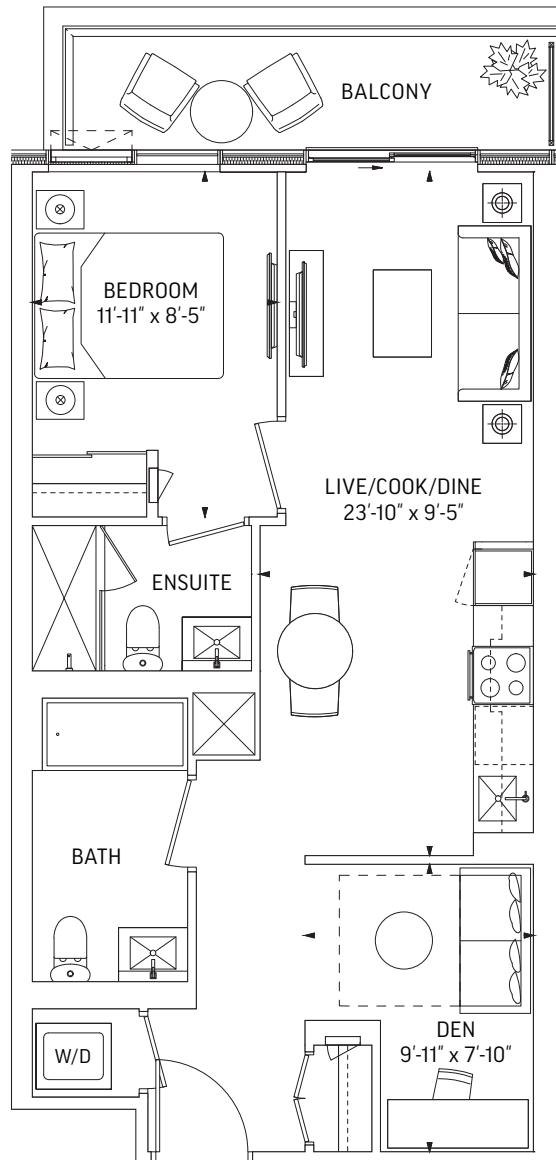 BALCONY
BEDROOM
11'-11" x 8'-5"
LIVE/COOK/DINE
23'-10" x 9'-5"
ENSUITE
BATH
DEN
9'-11" x 7'-10"
W/D